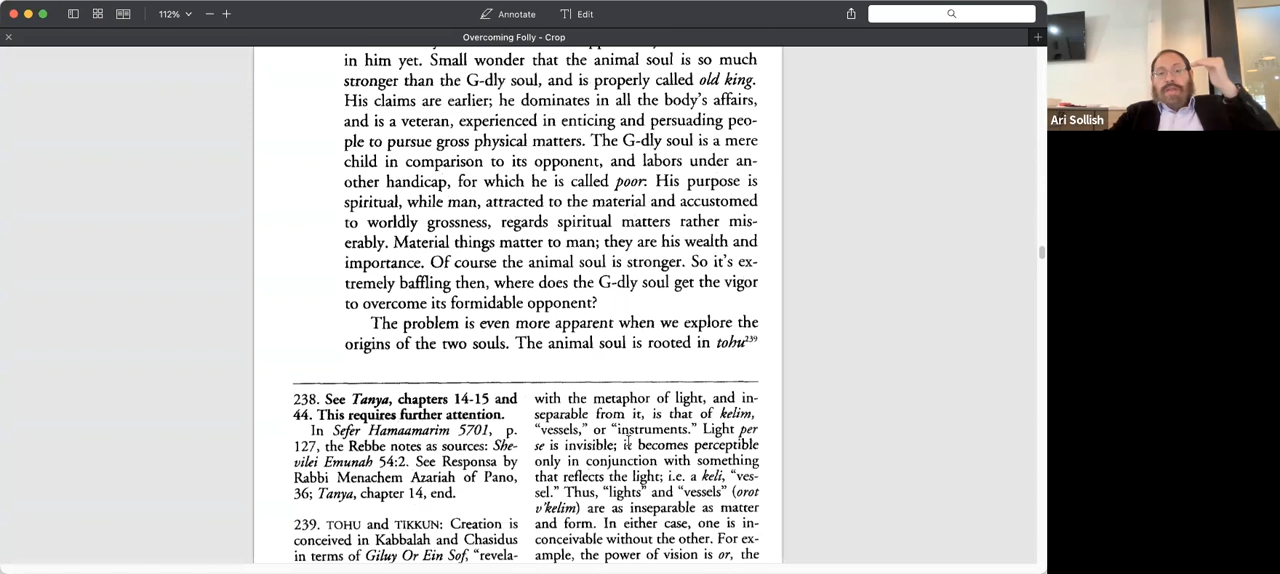 112%
Annotate
Edit
Overcoming Folly - Crop
in him yet. Small wonder that the animal soul is so much
stronger than the G-dly soul, and is properly called old king.
His claims are earlier; he dominates in all the body's affairs,
and is a veteran, experienced in enticing and persuading peo-
ple to pursue gross physical matters. The G-dly soul is a mere
child in comparison to its opponent, and labors under an-
other handicap, for which he is called poor. His purpose is
spiritual, while man, attracted to the material and accustomed
to worldly grossness, regards spiritual matters rather mis-
erably. Material things matter to man; they are his wealth and
importance. Of course the animal soul is stronger. So it's ex-
tremely baffling then, where does the G-dly soul get the vigor
to overcome its formidable opponent?
The problem is even more apparent when we explore the
origins of the two souls. The animal soul is rooted in tohu239
238. See Tanya, chapters 14-15 and
44. This requires further attention.
In Sefer Hamaamarim 5701, p.
127, the Rebbe notes as sources: She-
vilei Emunah 54:2. See Responsa by
Rabbi Menachem Azariah of Pano,
36; Tanya, chapter 14, end.
239. TOHU and TIKKUN: Creation is
conceived in Kabbalah and Chasidus
in terms of Giluy Or Ein Sof, "revela-
with the metaphor of light, and in-
separable from it, is that of kelim,
"vessels," or "instruments." Light per
se is invisible; it becomes perceptible
only in conjunction with something
that reflects the light; i.e. a keli, "ves-
sel." Thus, "lights" and "vessels" (orot
v'kelim) are as inseparable as matter
and form. In either case, one is in-
conceivable without the other. For ex-
ample, the power of vision is or, the
Ari Sollish